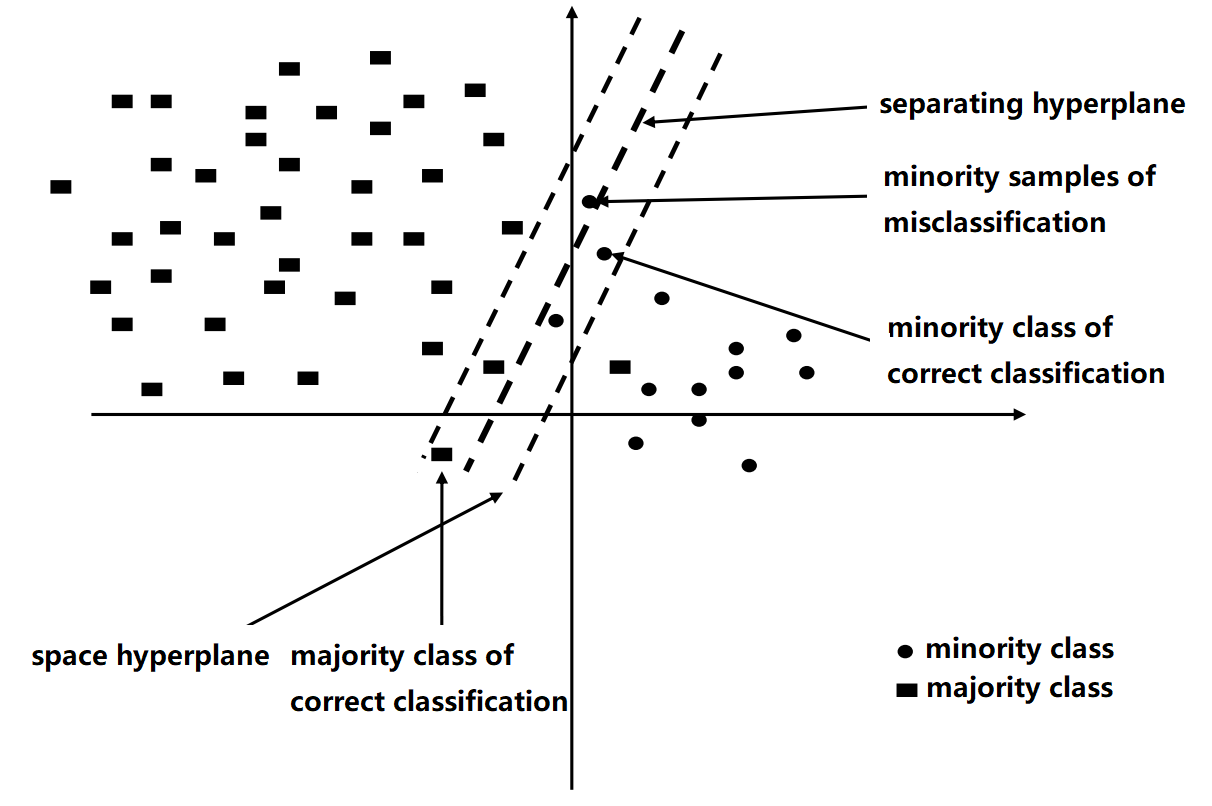 separating hyperplane
minority samples of
misclassification
minority class of
correct classification
space hyperplane
majority class of
correct classification
minority class
majority class